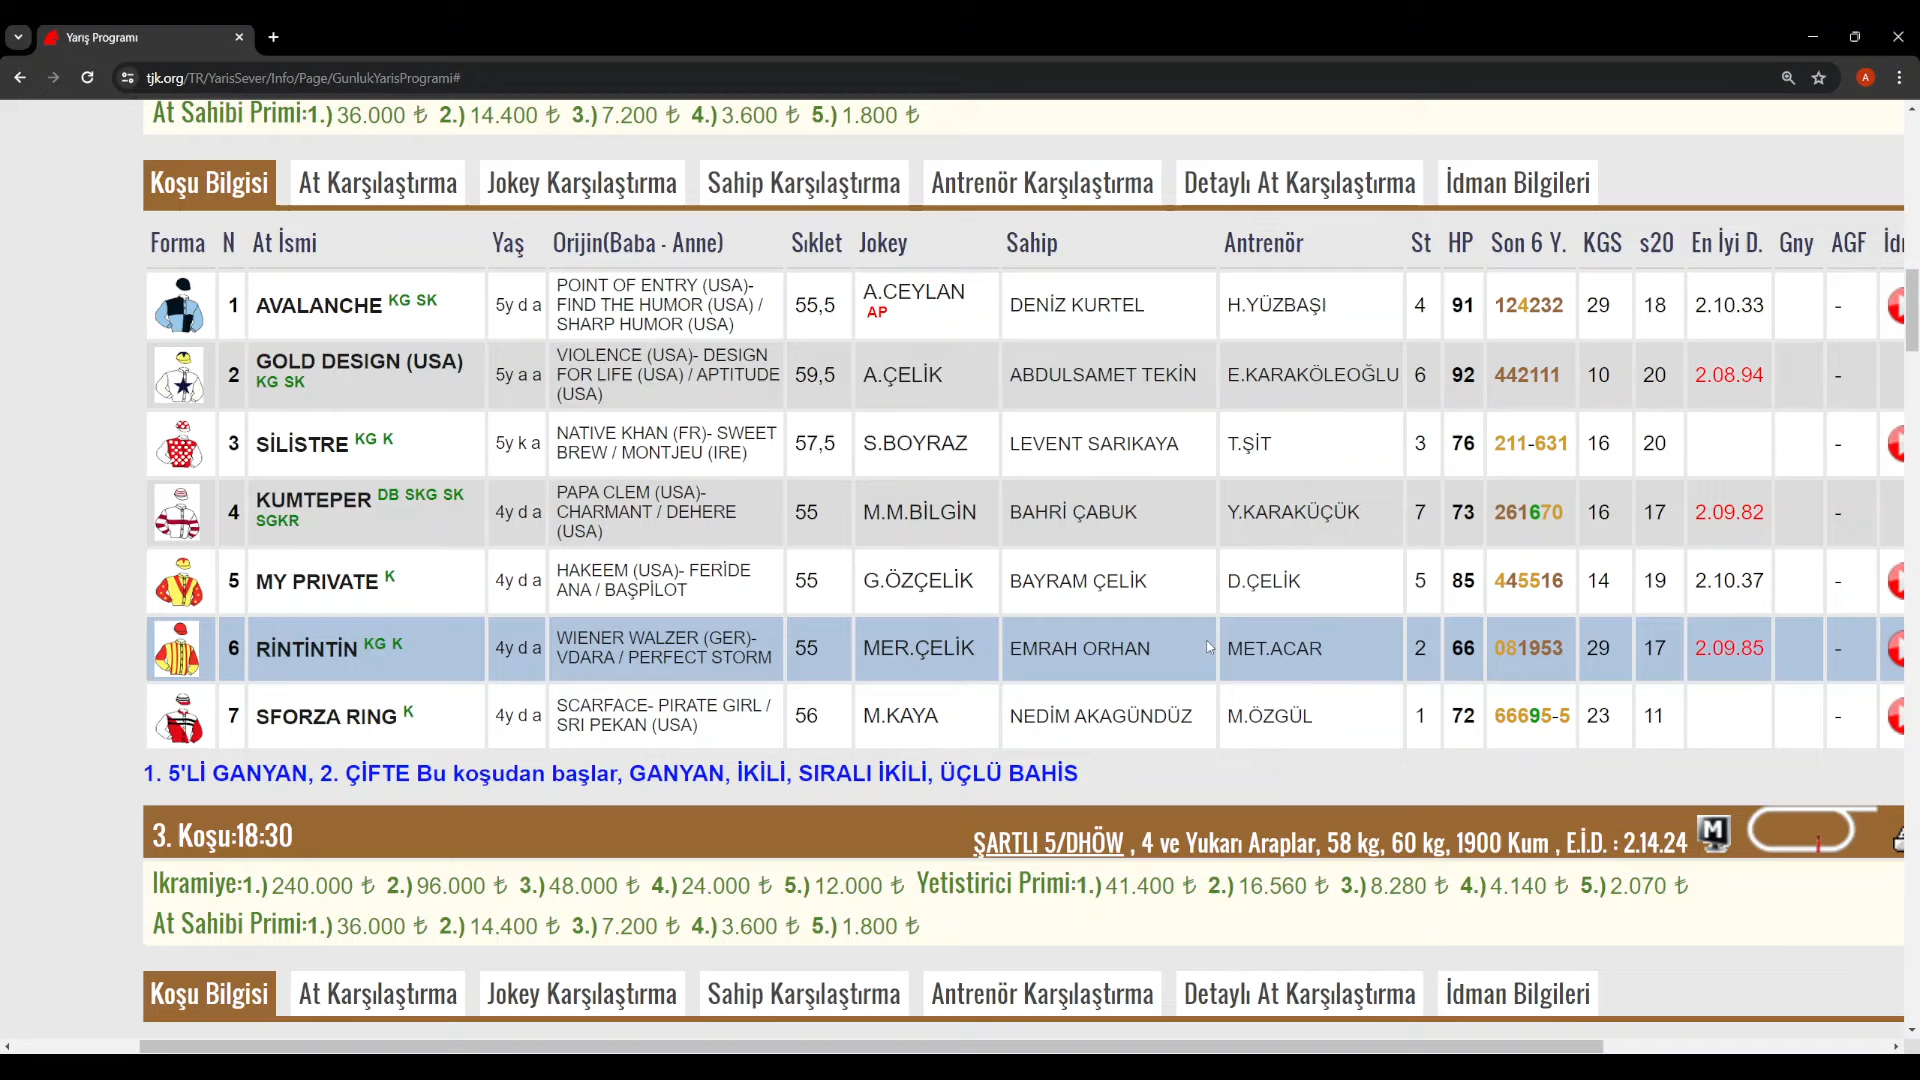 Yarış Programı
tjk.org/TR/YarisSever/Info/Page/GunlukYarisProgrami#
A
At Sahibi Primi:1.) 36.000 ₺ 2.) 14.400 ₺ 3.) 7.200 ₺ 4.) 3.600 ₺ 5.) 1.800 ₺
Koşu Bilgisi At Karşılaştırma Jokey Karşılaştırma Sahip Karşılaştırma Antrenör Karşılaştırma Detaylı At Karşılaştırma İdman Bilgileri
Forma N At İsmi Yaş Orijin(Baba - Anne) Sıklet Jokey Sahip Antrenör St HP Son 6 Y. KGS s20 En İyi D. Gny AGF
POINT OF ENTRY (USA)-
1 AVALANCHE KG SK 5y d a FIND THE HUMOR (USA) / 55,5 A.CEYLAN DENİZ KURTEL H.YÜZBAŞI 4 91 124232 29 18 2.10.33 -
SHARP HUMOR (USA) AP
VIOLENCE (USA)- DESIGN
2 GOLD DESIGN (USA) 5y a a FOR LIFE (USA) / APTITUDE 59,5 A.ÇELİK ABDULSAMET TEKİN E.KARAKÖLEOĞLU 6 92 442111 10 20 2.08.94 -
KG SK (USA)
NATIVE KHAN (FR)- SWEET
3 SİLİSTRE KG K 5y k a BREW / MONTJEU (IRE) 57,5 S.BOYRAZ LEVENT SARIKAYA T.ŞİT 3 76 211-631 16 20 -
PAPA CLEM (USA)-
4 KUMTEPER DB SKG SK 4y d a CHARMANT / DEHERE 55 M.M.BİLGİN BAHRİ ÇABUK Y.KARAKÜÇÜK 7 73 261670 16 17 2.09.82 -
SGKR (USA)
HAKEEM (USA)- FERİDE
5 MY PRIVATE K 4y d a ANA / BAŞPİLOT 55 G.ÖZÇELİK BAYRAM ÇELİK D.ÇELİK 5 85 445516 14 19 2.10.37 -
WIENER WALZER (GER)-
6 RİNTİNTİN KG K 4y d a VDARA / PERFECT STORM 55 MER.ÇELİK EMRAH ORHAN MET.ACAR 2 66 081953 29 17 2.09.85 -
SCARFACE- PIRATE GIRL /
7 SFORZA RING K 4y d a SRI PEKAN (USA) 56 M.KAYA NEDİM AKAGÜNDÜZ M.ÖZGÜL 1 72 66695-5 23 11 -
1. 5'Lİ GANYAN, 2. ÇİFTE Bu koşudan başlar, GANYAN, İKİLİ, SIRALI İKİLİ, ÜÇLÜ BAHİS
3. Koşu:18:30 ŞARTLI 5/DHÖW , 4 ve Yukarı Araplar, 58 kg, 60 kg, 1900 Kum , E.İ.D. : 2.14.24 M
Ikramiye:1.) 240.000 ₺ 2.) 96.000 ₺ 3.) 48.000 ₺ 4.) 24.000 ₺ 5.) 12.000 ₺ Yetistirici Primi:1.) 41.400 ₺ 2.) 16.560 ₺ 3.) 8.280 ₺ 4.) 4.140 ₺ 5.) 2.070 ₺
At Sahibi Primi:1.) 36.000 ₺ 2.) 14.400 ₺ 3.) 7.200 ₺ 4.) 3.600 ₺ 5.) 1.800 ₺
Koşu Bilgisi At Karşılaştırma Jokey Karşılaştırma Sahip Karşılaştırma Antrenör Karşılaştırma Detaylı At Karşılaştırma İdman Bilgileri